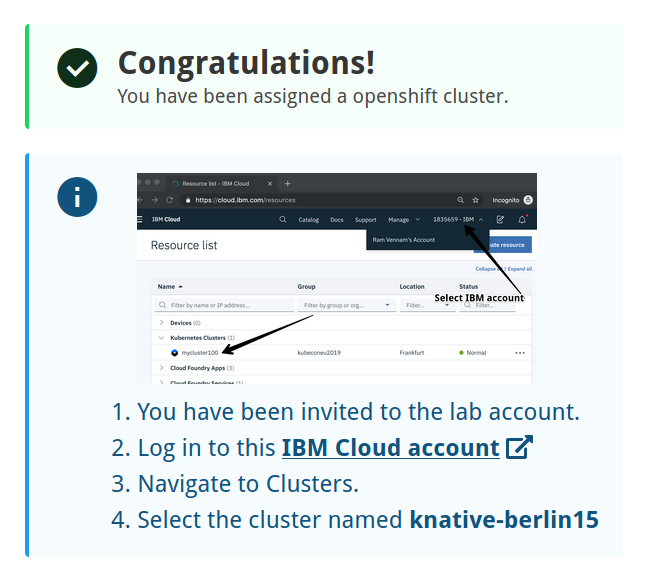 Congratulations!
You have been assigned a openshift cluster.
Resource list - IBM Cloud
https://cloud.ibm.com/resources
Incognito
IBM Cloud
Catalog Docs Support Manage 1835659 - IBM
Ram Vennam's Account
Resource list
ate resource
Collapse all | Expand all
Name Group Location Status
Select IBM account
Filter by name or IP address... Filter by group or org... Filter... Filter...
Devices (0)
Kubernetes Clusters (1)
mycluster100 kubeconeu2019 Frankfurt Normal
Cloud Foundry Apps (3)
Cloud Foundry Services (1)
1. You have been invited to the lab account.
2. Log in to this IBM Cloud account
3. Navigate to Clusters.
4. Select the cluster named knative-berlin15